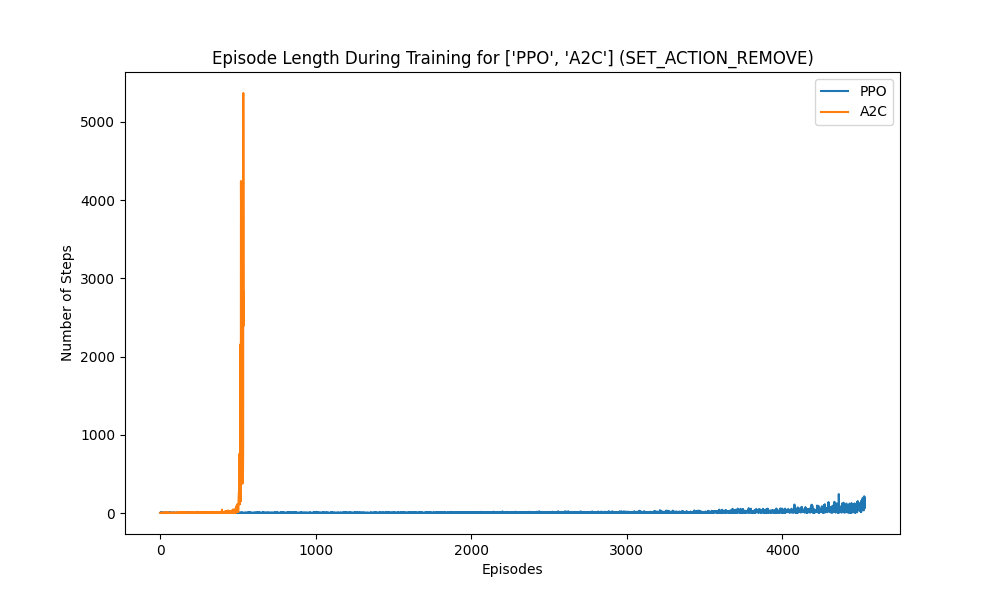 Episode Length During Training for ['PPO', 'A2C'] (SET_ACTION_REMOVE)
PPO
A2C
5000
4000
3000
2000
1000
0
Number of Steps
0 1000 2000 3000 4000
Episodes